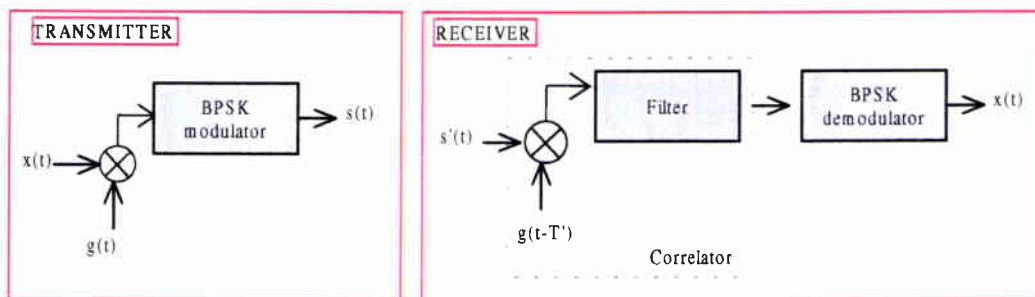 TRANSMITTER
BPSK
modulator
s(t)
x(t)
g(t)
RECEIVER
Filter
BPSK
demodulator
x(t)
s'(t)
g(t-T')
Correlator